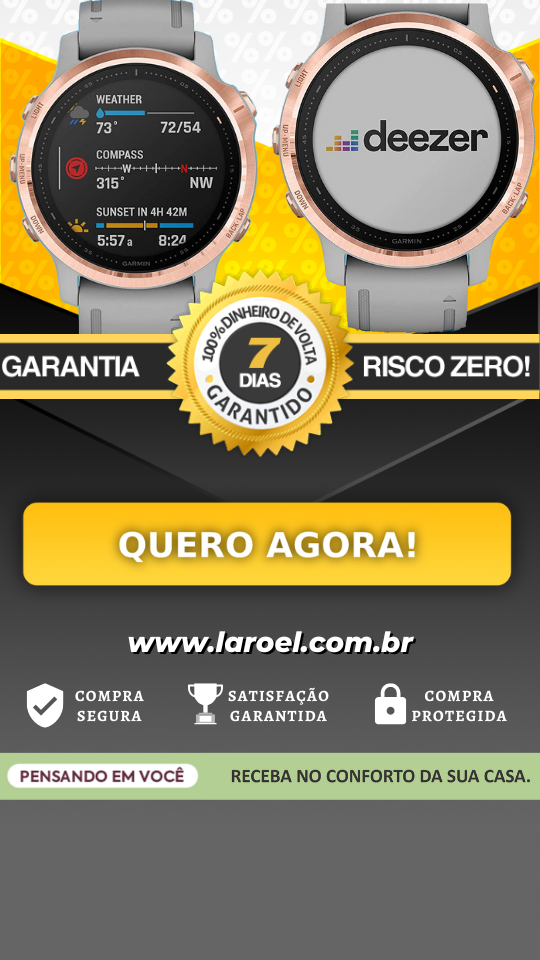 WEATHER
73° 72/54
COMPASS
W N
315° NW
SUNSET IN 4H 42M
5:57a 8:24
GARMIN
LIGHT
UP·MENU
DOWN
BACK·LAP
deezer
GARMIN
LIGHT
UP·MENU
DOWN
BACK·LAP
GARANTIA
100% DINHEIRO DE VOLTA
7
DIAS
GARANTIDO
RISCO ZERO!
QUERO AGORA!
www.laroel.com.br
COMPRA
SEGURA
SATISFAÇÃO
GARANTIDA
COMPRA
PROTEGIDA
PENSANDO EM VOCÊ
RECEBA NO CONFORTO DA SUA CASA.